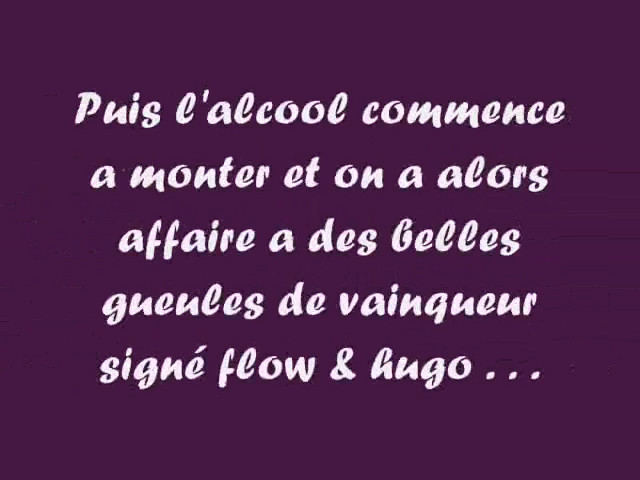 Puis l'alcool commence
a monter et on a alors
affaire a des belles
gueules de vainqueur
signé flow & hugo . . .